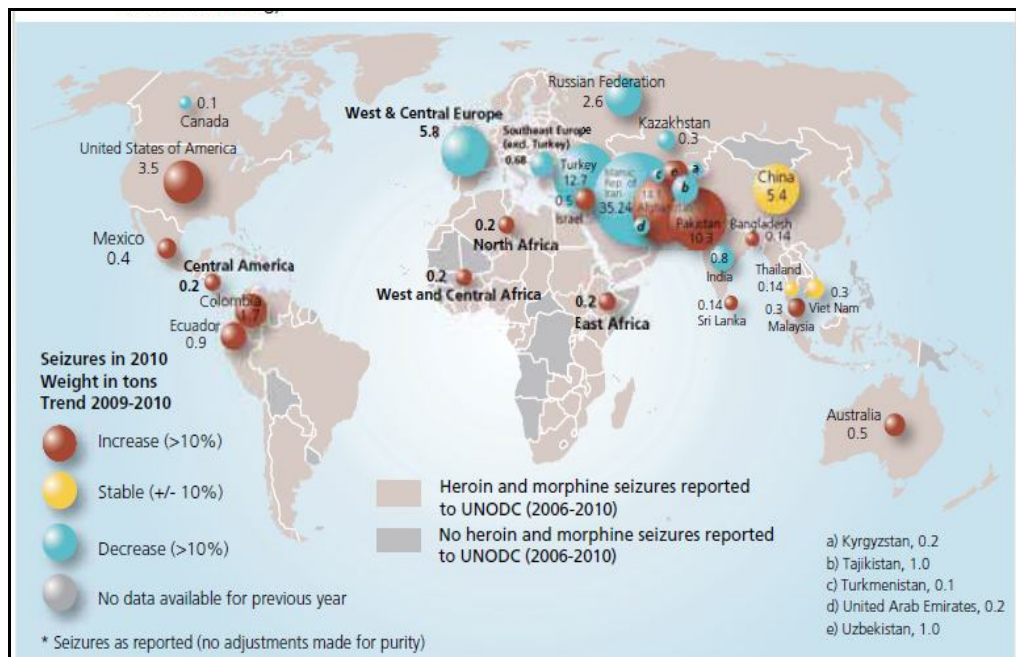 Russian Federation
2.6
0.1
Canada
West & Central Europe
5.8
Kazakhstan
0.3
United States of America
3.5
Southeast Europe
(excl. Turkey)
0.68
Turkey
12.7
Islamic
Rep. of
Iran
35.24
c
e
a
b
d
China
5.4
0.5
Israel
Pakistan
10.3
Bangladesh
0.14
Mexico
0.4
0.2
North Africa
Central America
0.2
0.2
West and Central Africa
0.8
India
Thailand
0.14
0.3
Viet Nam
Colombia
1.7
0.2
East Africa
0.14
Sri Lanka
0.3
Malaysia
Ecuador
0.9
Seizures in 2010
Weight in tons
Trend 2009-2010
Increase (>10%)
Stable (+/- 10%)
Decrease (>10%)
No data available for previous year
Heroin and morphine seizures reported
to UNODC (2006-2010)
No heroin and morphine seizures reported
to UNODC (2006-2010)
Australia
0.5
a) Kyrgyzstan, 0.2
b) Tajikistan, 1.0
c) Turkmenistan, 0.1
d) United Arab Emirates, 0.2
e) Uzbekistan, 1.0
* Seizures as reported (no adjustments made for purity)